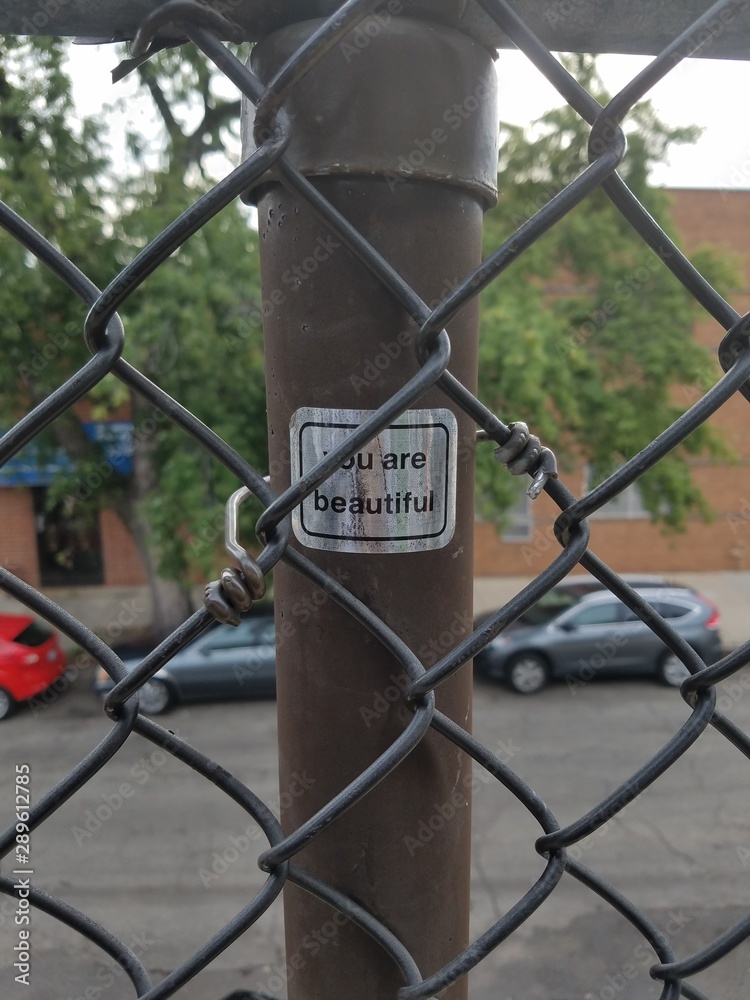 you are
beautiful
Adobe Stock | #289612785